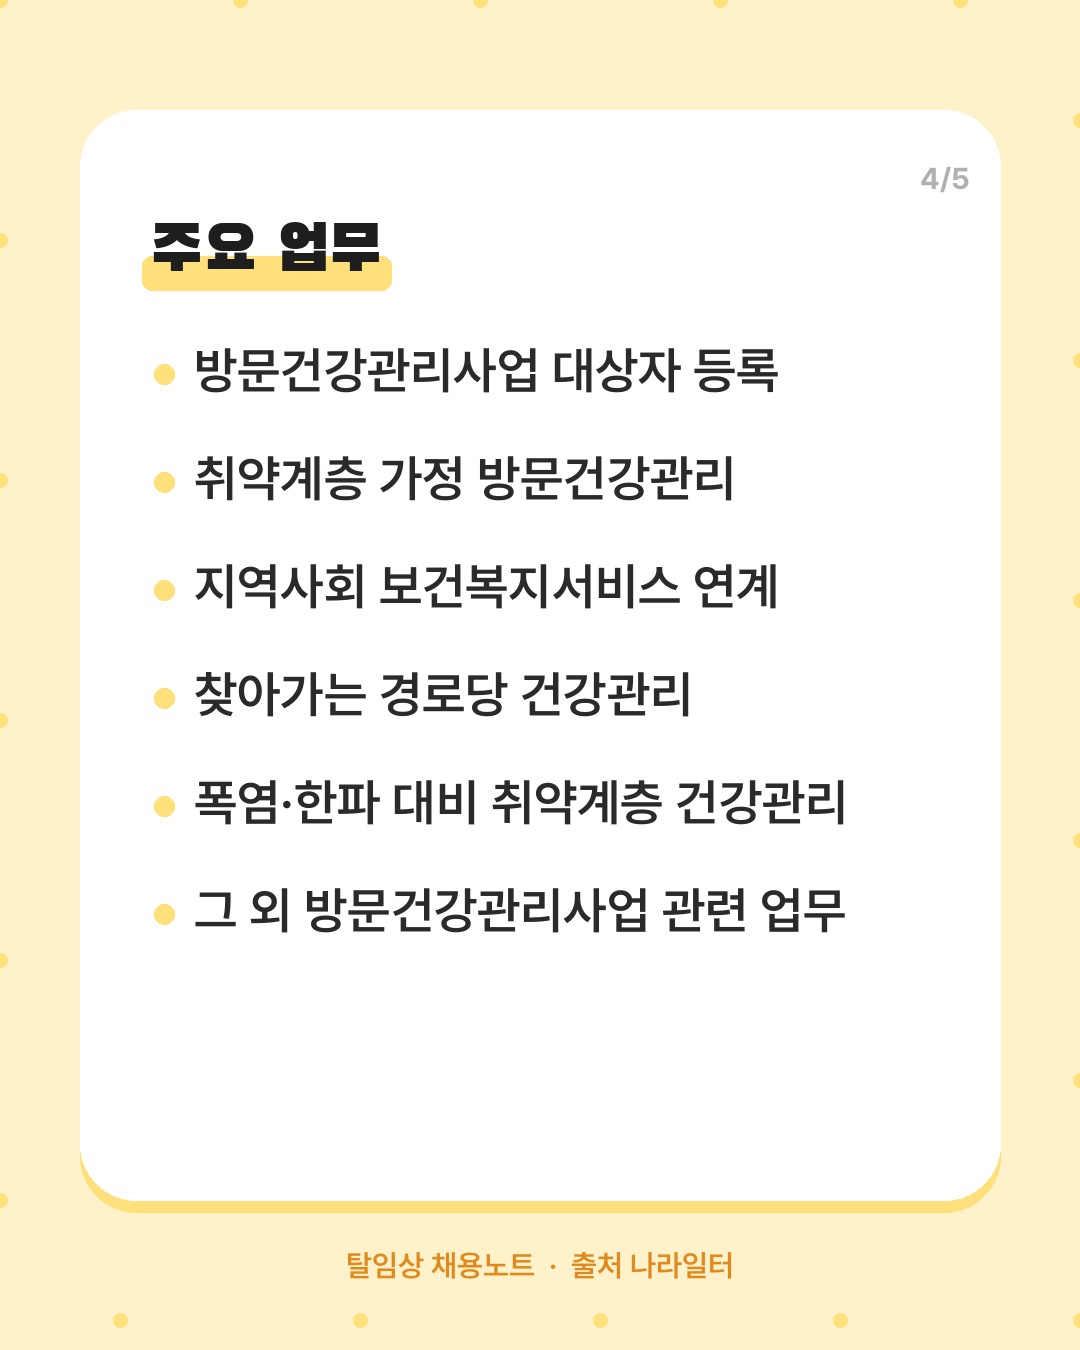 4/5
주요 업무
방문건강관리사업 대상자 등록
취약계층 가정 방문건강관리
지역사회 보건복지서비스 연계
찾아가는 경로당 건강관리
폭염·한파 대비 취약계층 건강관리
그 외 방문건강관리사업 관련 업무
탈임상 채용노트 · 출처 나라일터